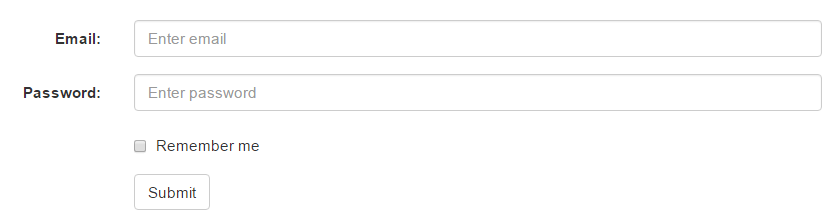 Email: Enter email
Password: Enter password
Remember me
Submit